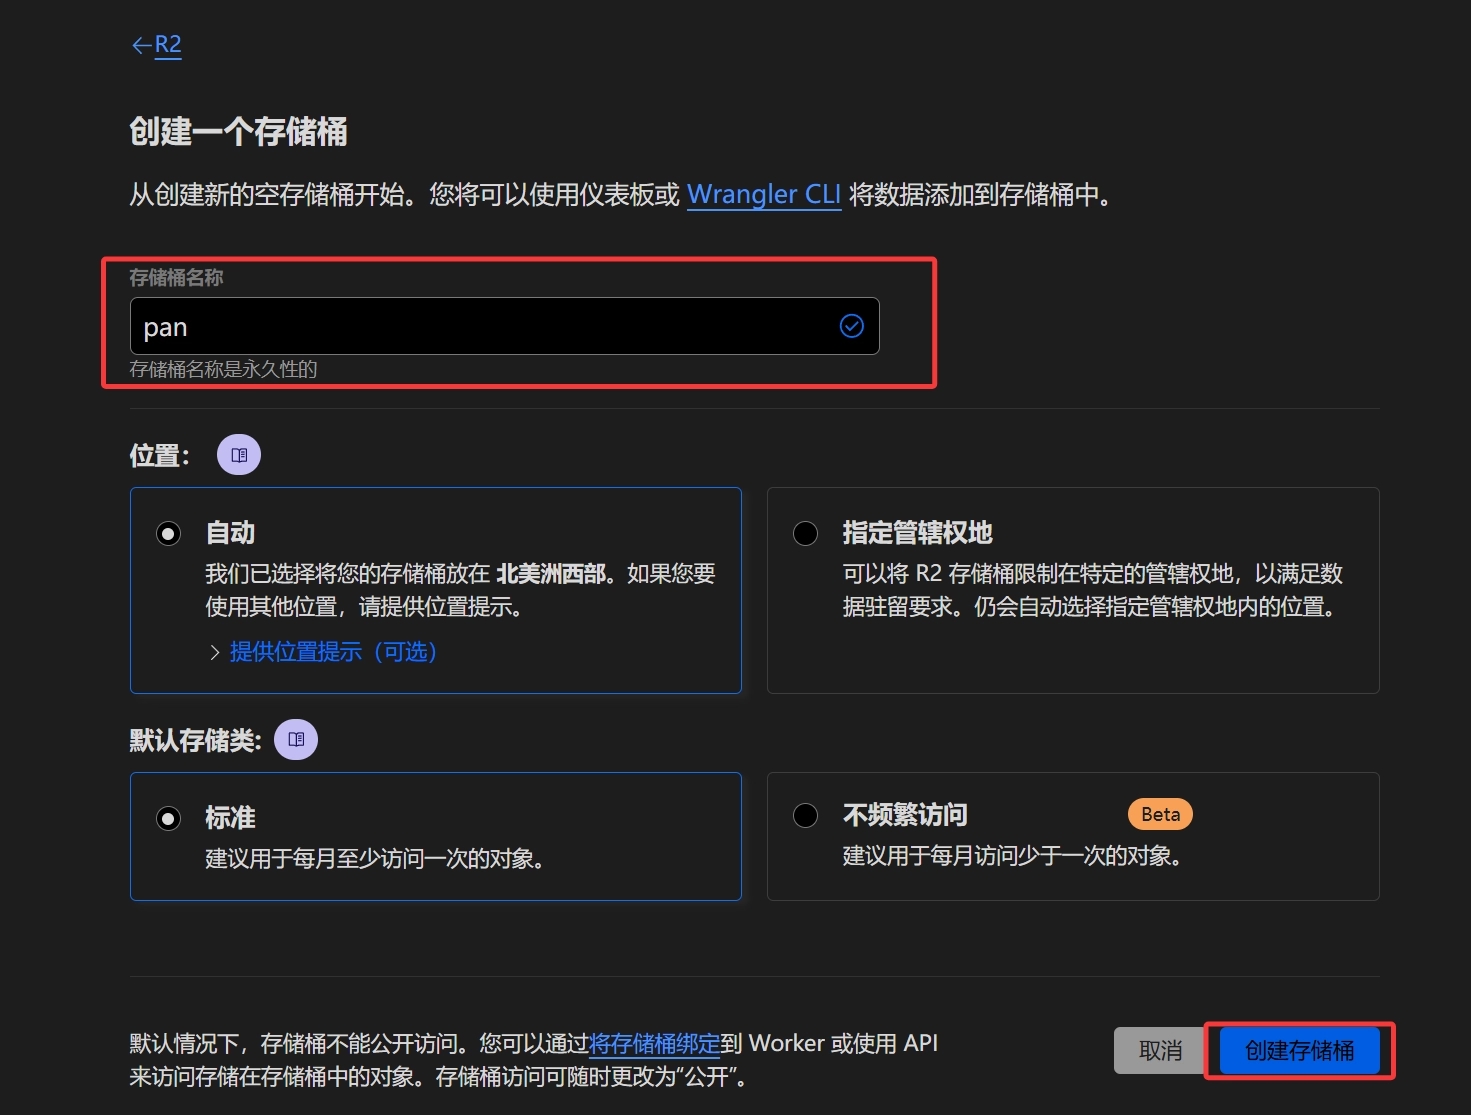 ←R2
创建一个存储桶
从创建新的空存储桶开始。您将可以使用仪表板或 Wrangler CLI 将数据添加到存储桶中。
存储桶名称
pan
存储桶名称是永久性的
位置：
自动
我们已选择将您的存储桶放在 北美洲西部。如果您要
使用其他位置，请提供位置提示。
提供位置提示（可选）
指定管辖权地
可以将 R2 存储桶限制在特定的管辖权地，以满足数
据驻留要求。仍会自动选择指定管辖权地内的位置。
默认存储类:
标准
建议用于每月至少访问一次的对象。
不频繁访问
Beta
建议用于每月访问少于一次的对象。
默认情况下，存储桶不能公开访问。您可以通过将存储桶绑定到 Worker 或使用 API
来访问存储在存储桶中的对象。存储桶访问可随时更改为“公开”。
取消
创建存储桶